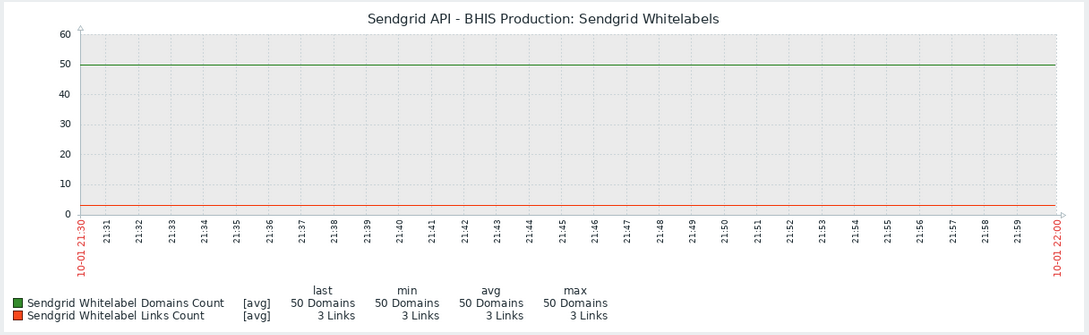 Sendgrid API - BHIS Production: Sendgrid Whitelabels
60
50
40
30
20
10
0
10-01 21:30 21:31 21:32 21:33 21:34 21:35 21:36 21:37 21:38 21:39 21:40 21:41 21:42 21:43 21:44 21:45 21:46 21:47 21:48 21:49 21:50 21:51 21:52 21:53 21:54 21:55 21:56 21:57 21:58 21:59 10-01 22:00
last min avg max
Sendgrid Whitelabel Domains Count [avg] 50 Domains 50 Domains 50 Domains 50 Domains
Sendgrid Whitelabel Links Count [avg] 3 Links 3 Links 3 Links 3 Links